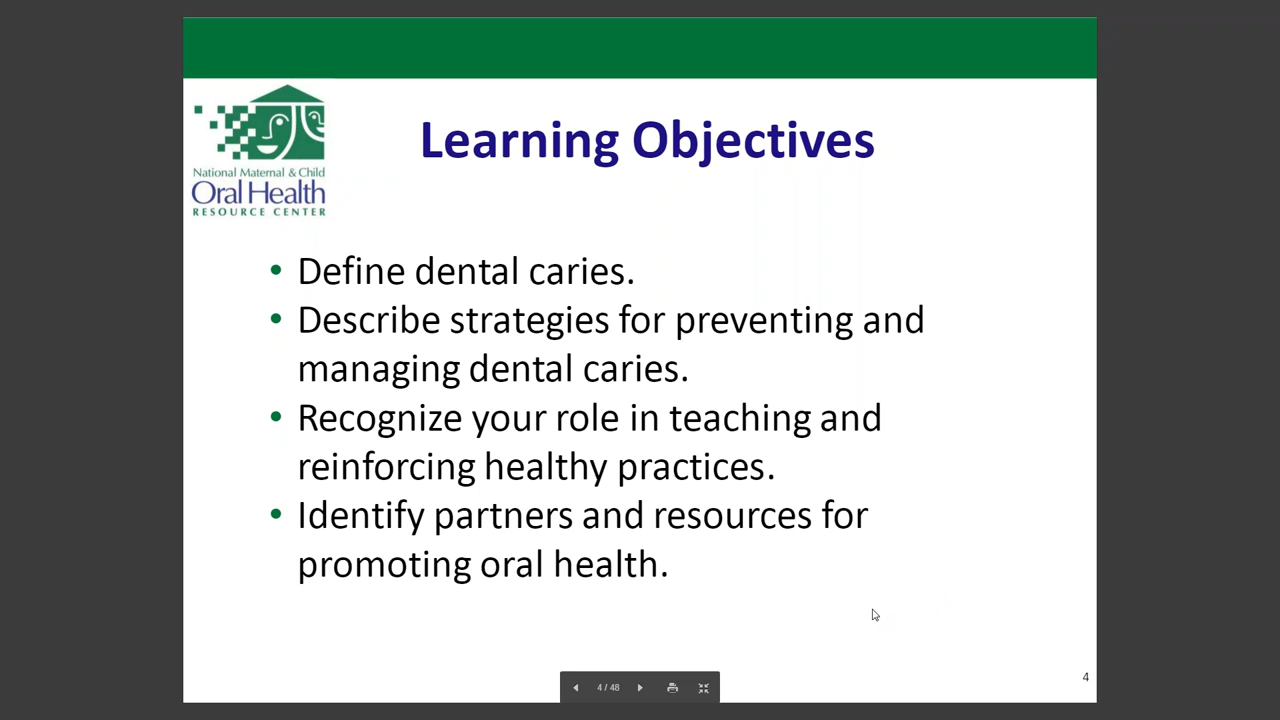 National Maternal & Child
Oral Health
RESOURCE CENTER
Learning Objectives
• Define dental caries.
• Describe strategies for preventing and
managing dental caries.
• Recognize your role in teaching and
reinforcing healthy practices.
• Identify partners and resources for
promoting oral health.
4
4 / 48